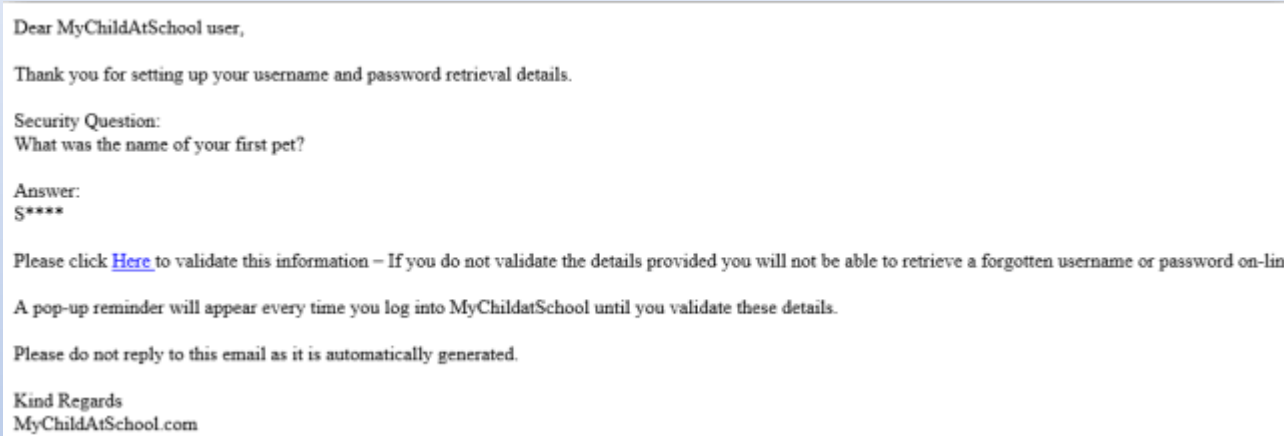 Dear MyChildAtSchool user,
Thank you for setting up your username and password retrieval details.
Security Question:
What was the name of your first pet?
Answer:
S****
Please click Here to validate this information – If you do not validate the details provided you will not be able to retrieve a forgotten username or password on-lin
A pop-up reminder will appear every time you log into MyChildatSchool until you validate these details.
Please do not reply to this email as it is automatically generated.
Kind Regards
MyChildAtSchool.com